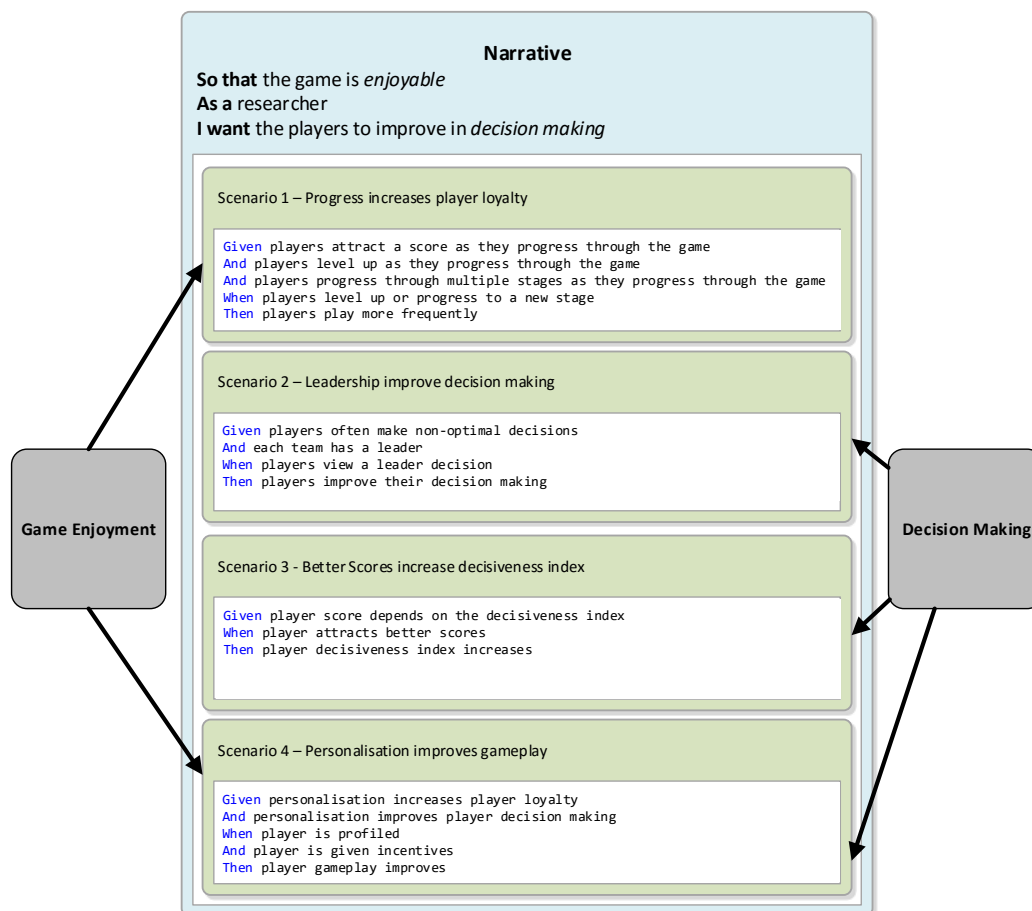 Narrative
So that the game is enjoyable
As a researcher
I want the players to improve in decision making
Scenario 1 – Progress increases player loyalty
Given players attract a score as they progress through the game
And players level up as they progress through the game
And players progress through multiple stages as they progress through the game
When players level up or progress to a new stage
Then players play more frequently
Scenario 2 – Leadership improve decision making
Given players often make non-optimal decisions
And each team has a leader
When players view a leader decision
Then players improve their decision making
Game Enjoyment
Decision Making
Scenario 3 - Better Scores increase decisiveness index
Given player score depends on the decisiveness index
When player attracts better scores
Then player decisiveness index increases
Scenario 4 – Personalisation improves gameplay
Given personalisation increases player loyalty
And personalisation improves player decision making
When player is profiled
And player is given incentives
Then player gameplay improves